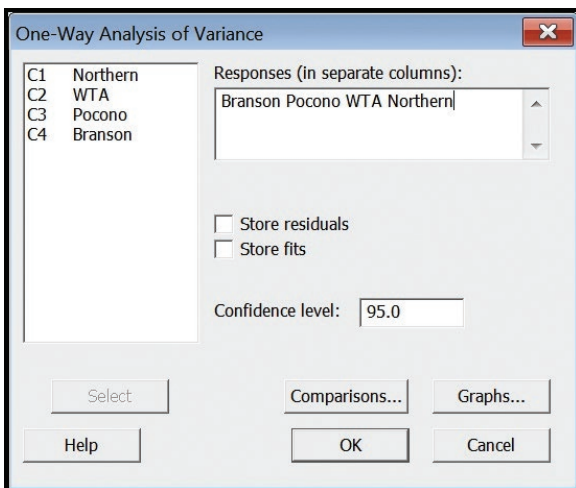 One-Way Analysis of Variance
C1 Northern
C2 WTA
C3 Pocono
C4 Branson
Responses (in separate columns):
Branson Pocono WTA Northern
Store residuals
Store fits
Confidence level: 95.0
Select
Comparisons...
Graphs...
Help
OK
Cancel